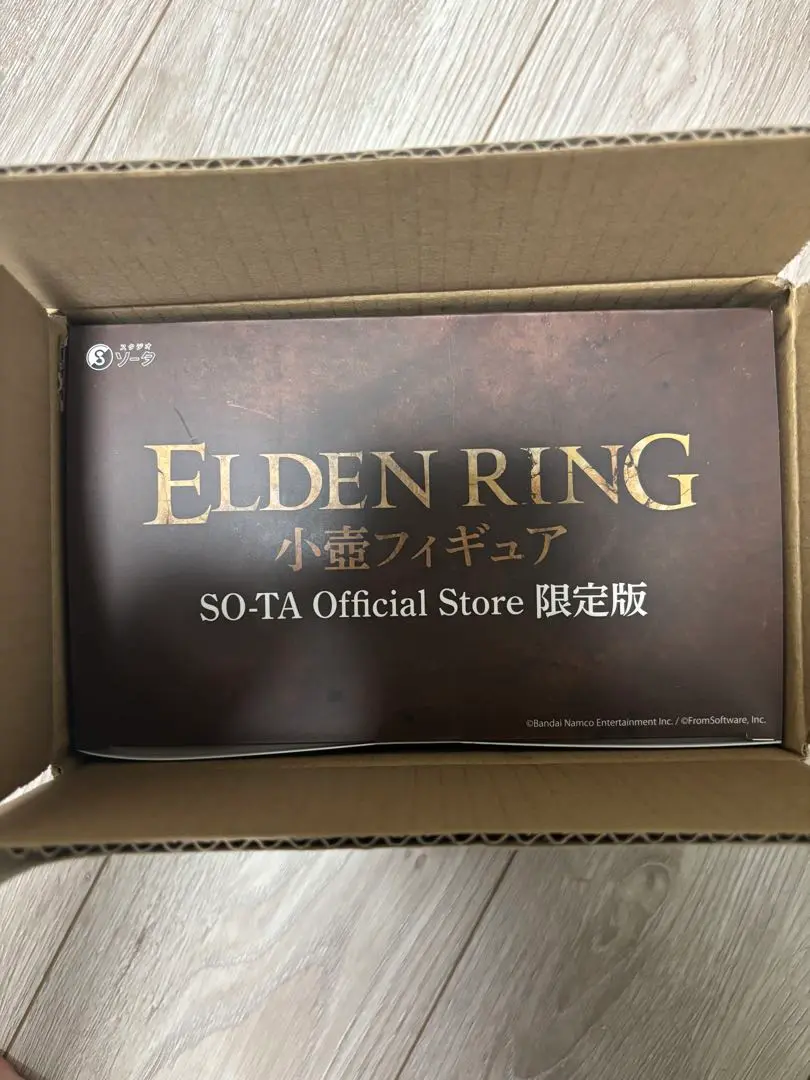 スタジオ
ソータ
ELDEN RING
小壺フィギュア
SO-TA Official Store 限定版
©Bandai Namco Entertainment Inc. / ©FromSoftware, Inc.